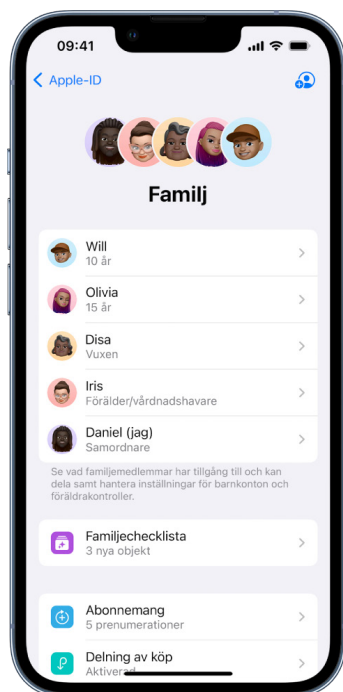 09:41
Apple-ID
Familj
Will
10 år
Olivia
15 år
Disa
Vuxen
Iris
Förälder/vårdnadshavare
Daniel (jag)
Samordnare
Se vad familjemedlemmar har tillgång till och kan
dela samt hantera inställningar för barnkonton och
föräldrakontroller.
Familjechecklista
3 nya objekt
Abonnemang
5 prenumerationer
Delning av köp
Aktiverad